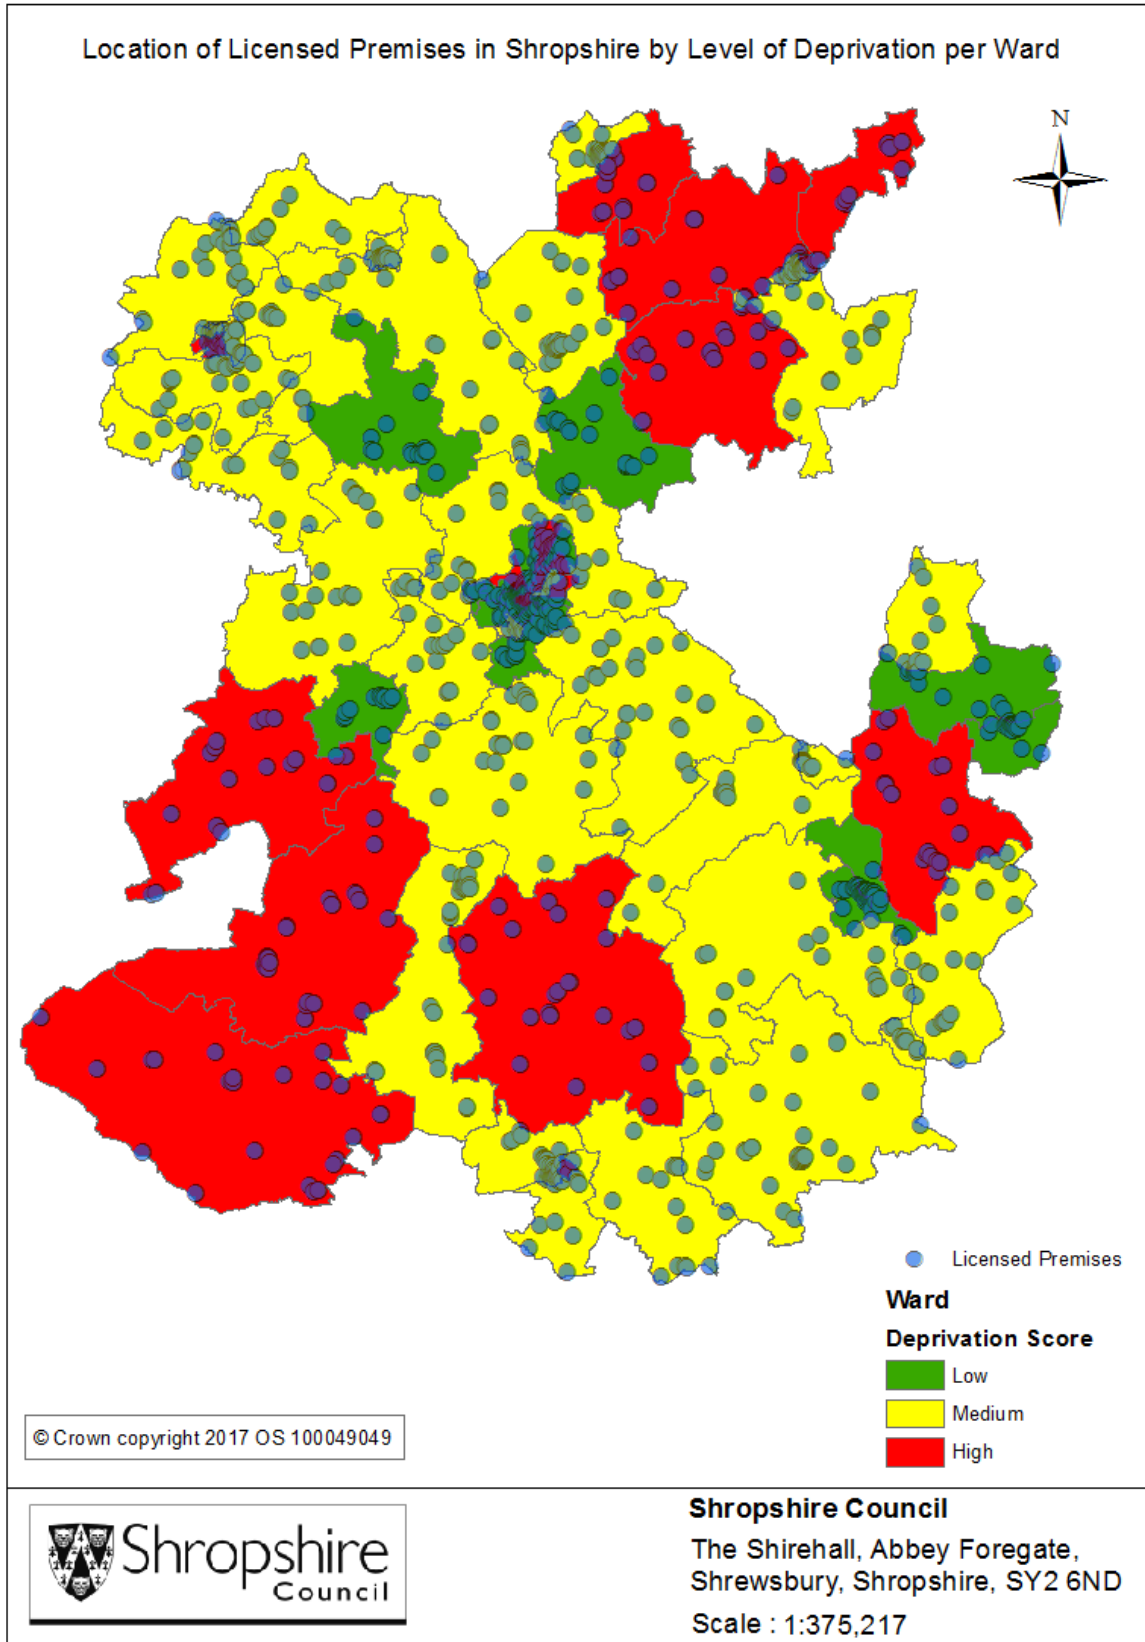 Location of Licensed Premises in Shropshire by Level of Deprivation per Ward
N
Licensed Premises
Ward
Deprivation Score
Low
Medium
High
© Crown copyright 2017 OS 100049049
Shropshire
Council
Shropshire Council
The Shirehall, Abbey Foregate,
Shrewsbury, Shropshire, SY2 6ND
Scale : 1:375,217